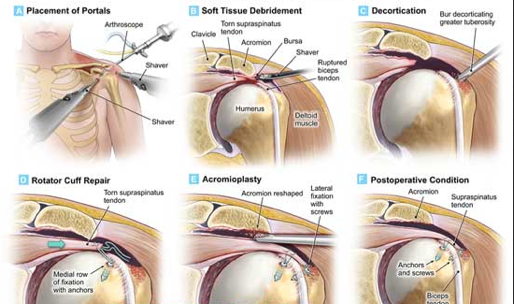 A Placement of Portals
Arthroscope
Shaver
Shaver
B Soft Tissue Debridement
Torn supraspinatus
tendon
Clavicle
Acromion
Bursa
Shaver
Ruptured
biceps
tendon
Humerus
Deltoid
muscle
C Decortication
Bur decorticating
greater tuberosity
D Rotator Cuff Repair
Torn supraspinatus
tendon
Medial row
of fixation
with anchors
E Acromioplasty
Acromion reshaped
Lateral
fixation
with
screws
F Postoperative Condition
Acromion
Supraspinatus
tendon
Anchors
and screws
Biceps
tendon